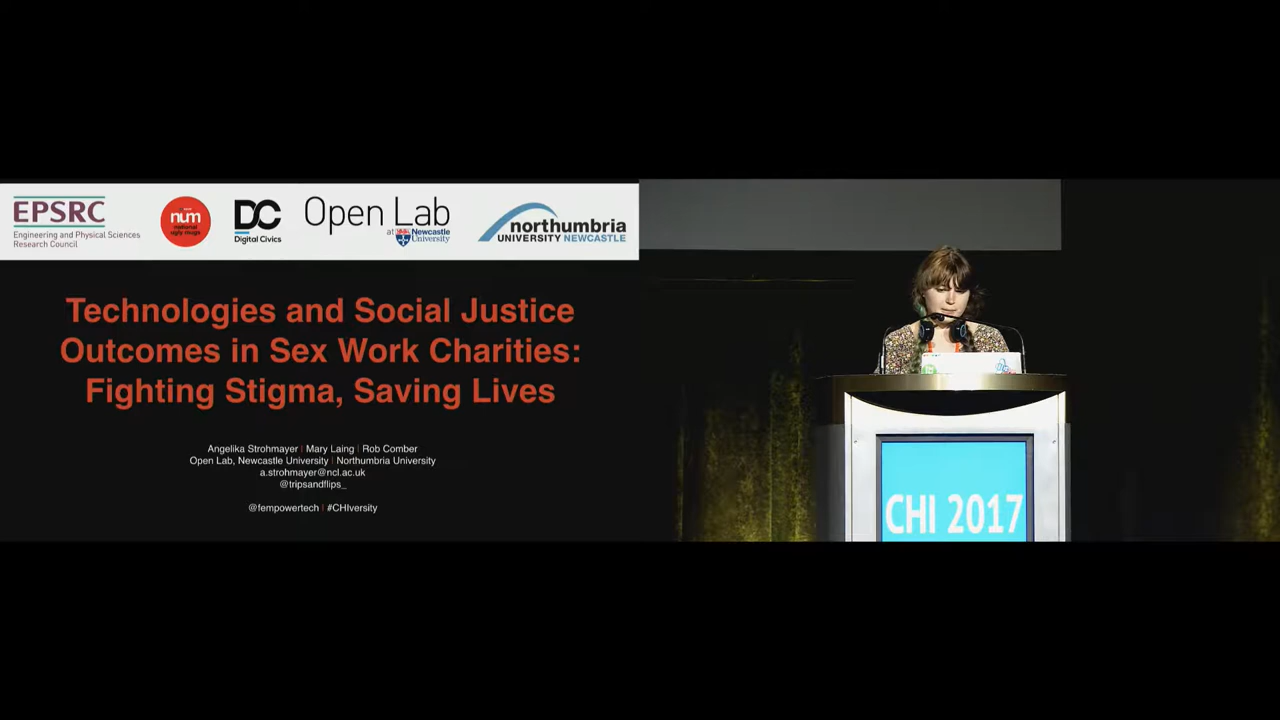 EPSRC
Engineering and Physical Sciences
Research Council
num
national
ugly mugs
DC
Digital Civics
Open Lab
at Newcastle
University
northumbria
UNIVERSITY NEWCASTLE
Technologies and Social Justice
Outcomes in Sex Work Charities:
Fighting Stigma, Saving Lives
Angelika Strohmayer | Mary Laing | Rob Comber
Open Lab, Newcastle University | Northumbria University
a.strohmayer@ncl.ac.uk
@tripsandflips_
@fempowertech | #CHIversity
CHI 2017